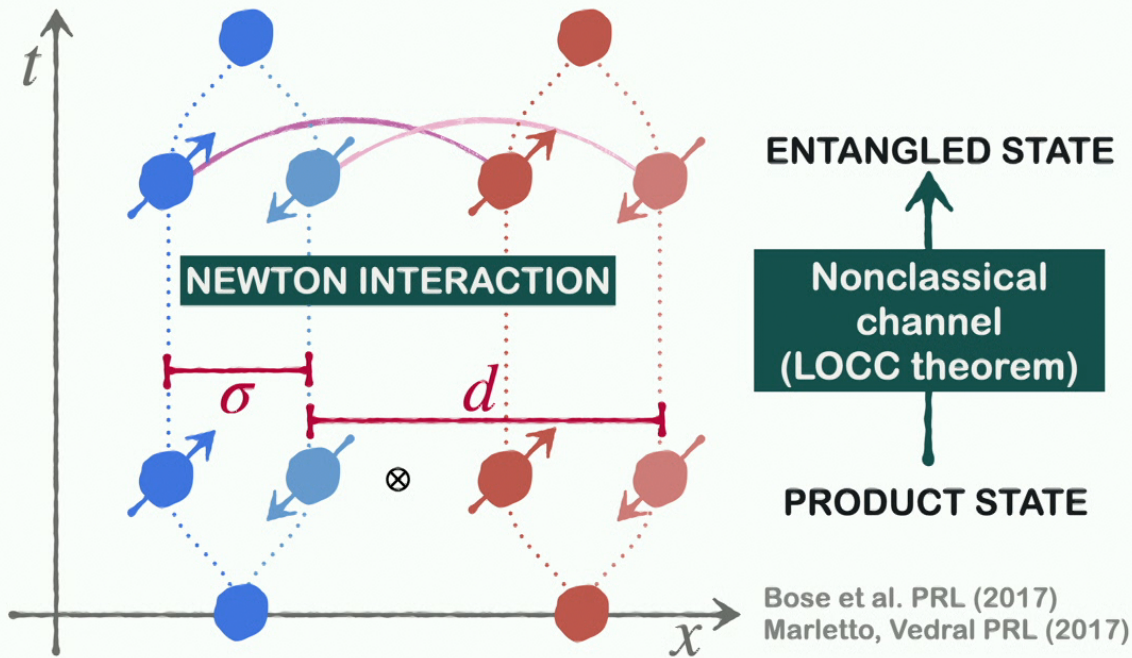 t
ENTANGLED STATE
NEWTON INTERACTION
Nonclassical
channel
(LOCC theorem)
σ
d
⊗
PRODUCT STATE
Bose et al. PRL (2017)
Marletto, Vedral PRL (2017)
x